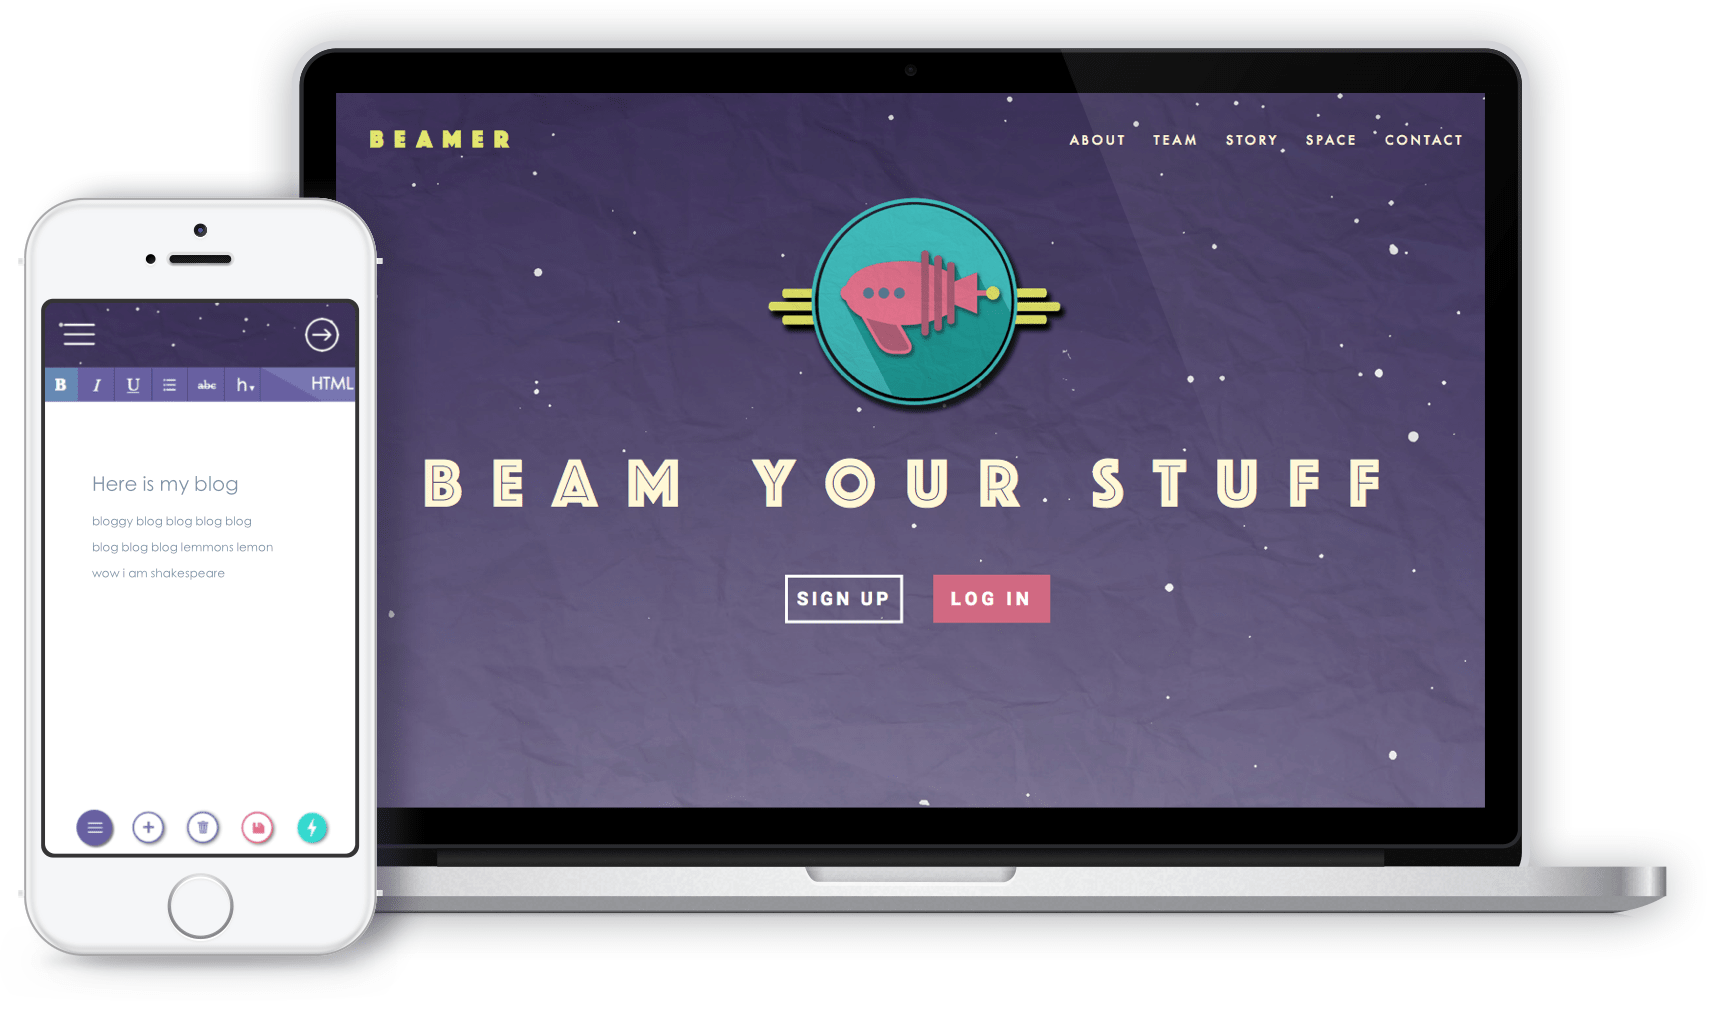 BEAMER
ABOUT TEAM STORY SPACE CONTACT
BEAM YOUR STUFF
SIGN UP LOG IN
B I U abc h HTML
Here is my blog
bloggy blog blog blog blog
blog blog blog lemmons lemon
wow i am shakespeare